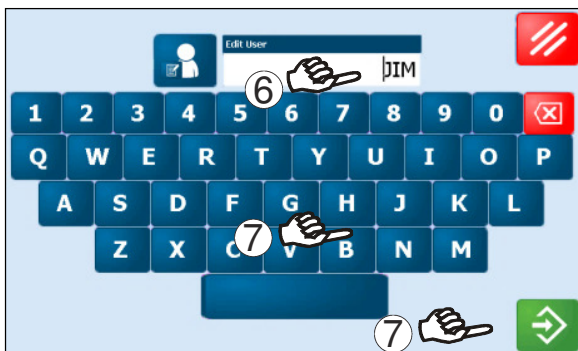 Edit User
6 JIM
1 2 3 4 5 6 7 8 9 0
Q W E R T Y U I O P
A S D F G H J K L
Z X C 7 V B N M
7